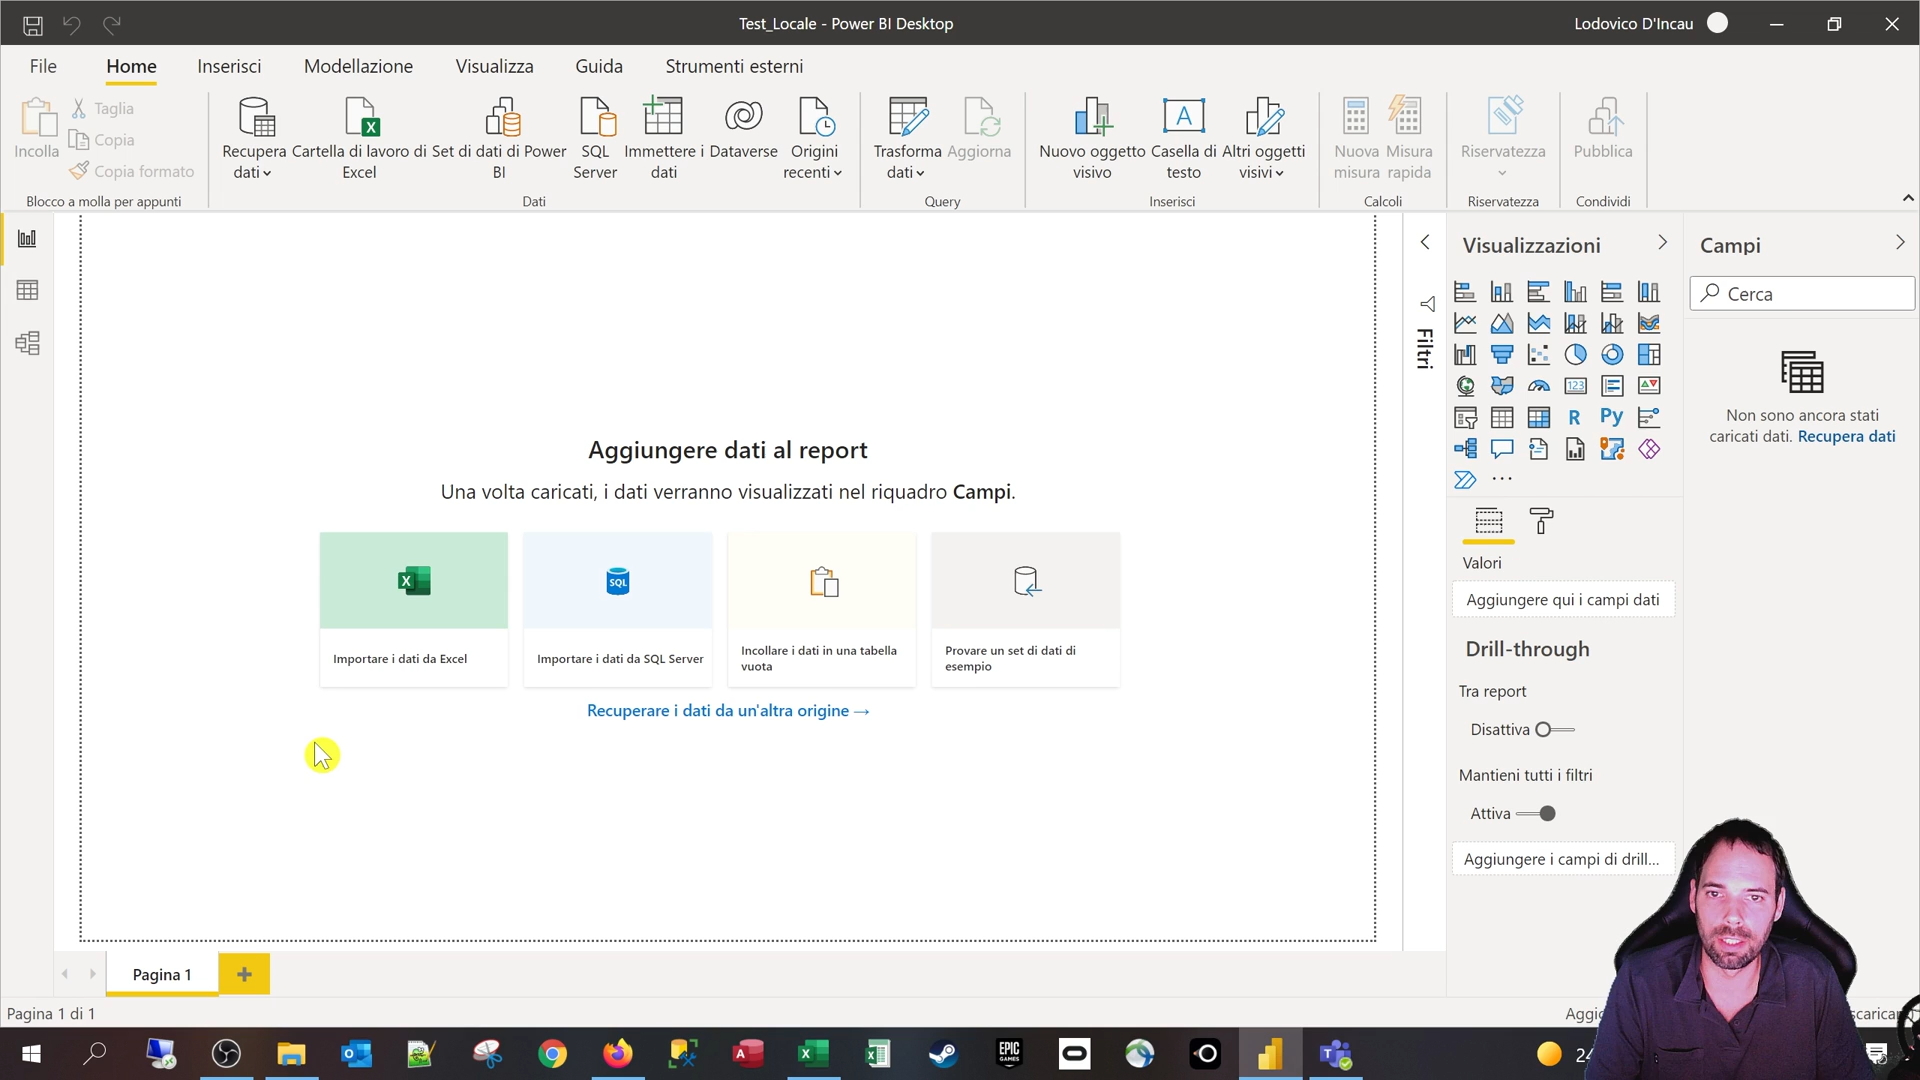 Test_Locale - Power BI Desktop
Lodovico D'Incau
File
Home
Inserisci
Modellazione
Visualizza
Guida
Strumenti esterni
Incolla
Taglia
Copia
Copia formato
Blocco a molla per appunti
Recupera dati
Cartella di lavoro di Excel
Set di dati di Power BI
SQL Server
Immettere i dati
Dataverse
Origini recenti
Dati
Trasforma dati
Aggiorna
Query
Nuovo oggetto visivo
Casella di testo
Altri oggetti visivi
Inserisci
Nuova misura
Misura rapida
Calcoli
Riservatezza
Riservatezza
Pubblica
Condividi
Filtri
Visualizzazioni
Campi
Cerca
123
R
Py
Non sono ancora stati
caricati dati. Recupera dati
Aggiungere dati al report
Una volta caricati, i dati verranno visualizzati nel riquadro Campi.
SQL
Importare i dati da Excel
Importare i dati da SQL Server
Incollare i dati in una tabella
vuota
Provare un set di dati di
esempio
Recuperare i dati da un'altra origine →
Valori
Aggiungere qui i campi dati
Drill-through
Tra report
Disattiva
Mantieni tutti i filtri
Attiva
Aggiungere i campi di drill...
Pagina 1
Pagina 1 di 1
EPIC
GAMES